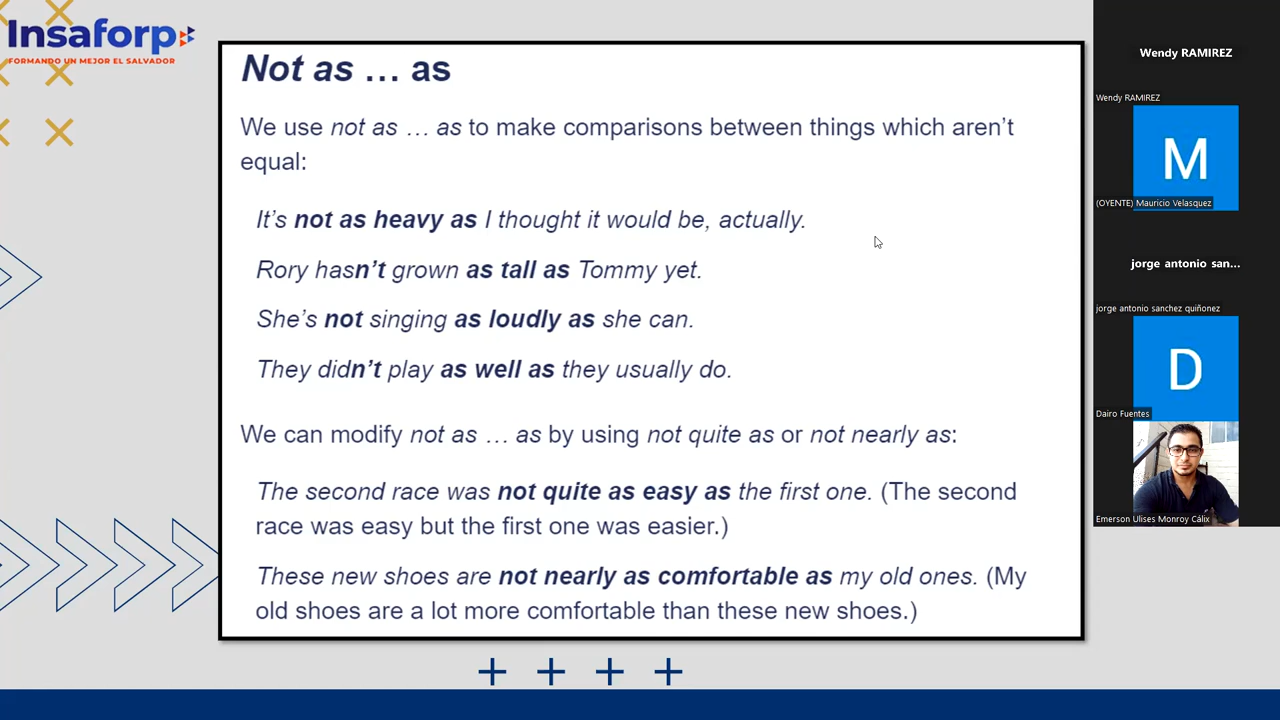 Insaforp
FORMANDO UN MEJOR EL SALVADOR
Not as … as
We use not as … as to make comparisons between things which aren’t
equal:
It’s not as heavy as I thought it would be, actually.
Rory hasn’t grown as tall as Tommy yet.
She’s not singing as loudly as she can.
They didn’t play as well as they usually do.
We can modify not as … as by using not quite as or not nearly as:
The second race was not quite as easy as the first one. (The second
race was easy but the first one was easier.)
These new shoes are not nearly as comfortable as my old ones. (My
old shoes are a lot more comfortable than these new shoes.)
Wendy RAMIREZ
Wendy RAMIREZ
M
(OYENTE) Mauricio Velasquez
jorge antonio san...
jorge antonio sanchez quiñonez
D
Dairo Fuentes
Emerson Ulises Monroy Cálix